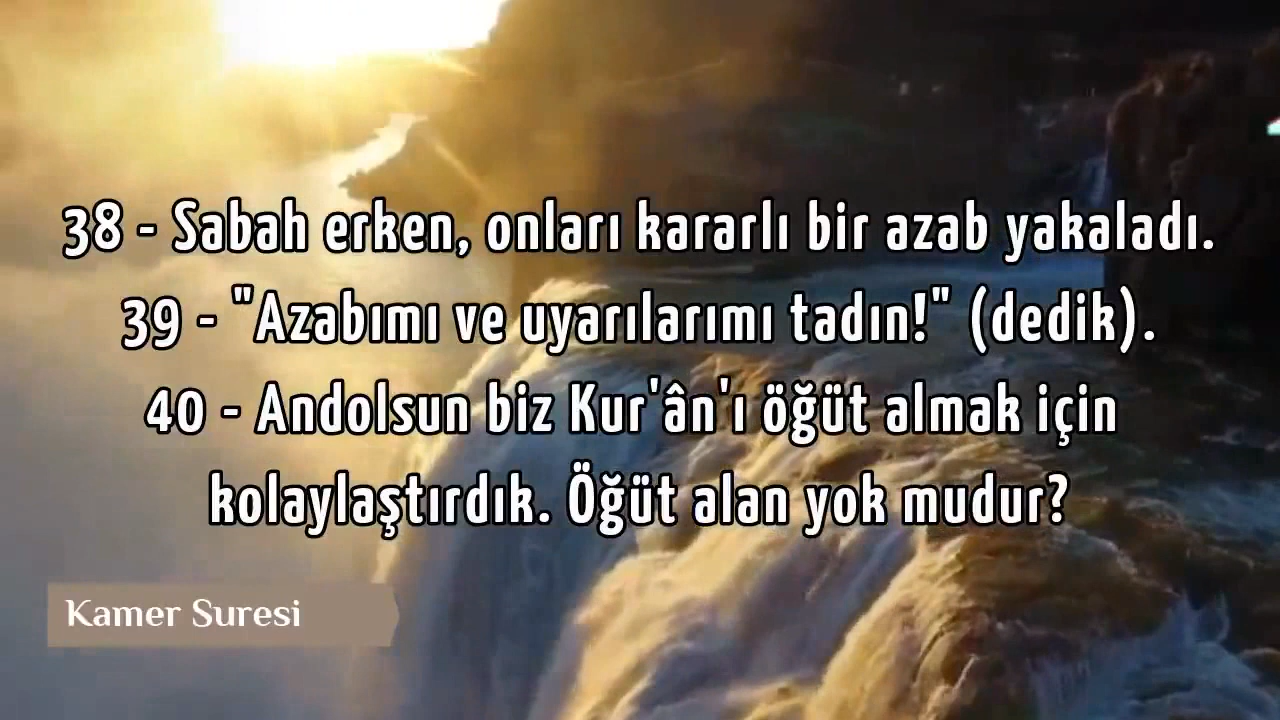 38 - Sabah erken, onları kararlı bir azab yakaladı.
39 - "Azabımı ve uyarılarımı tadın!" (dedik).
40 - Andolsun biz Kur'ân'ı öğüt almak için
kolaylaştırdık. Öğüt alan yok mudur?
Kamer Suresi